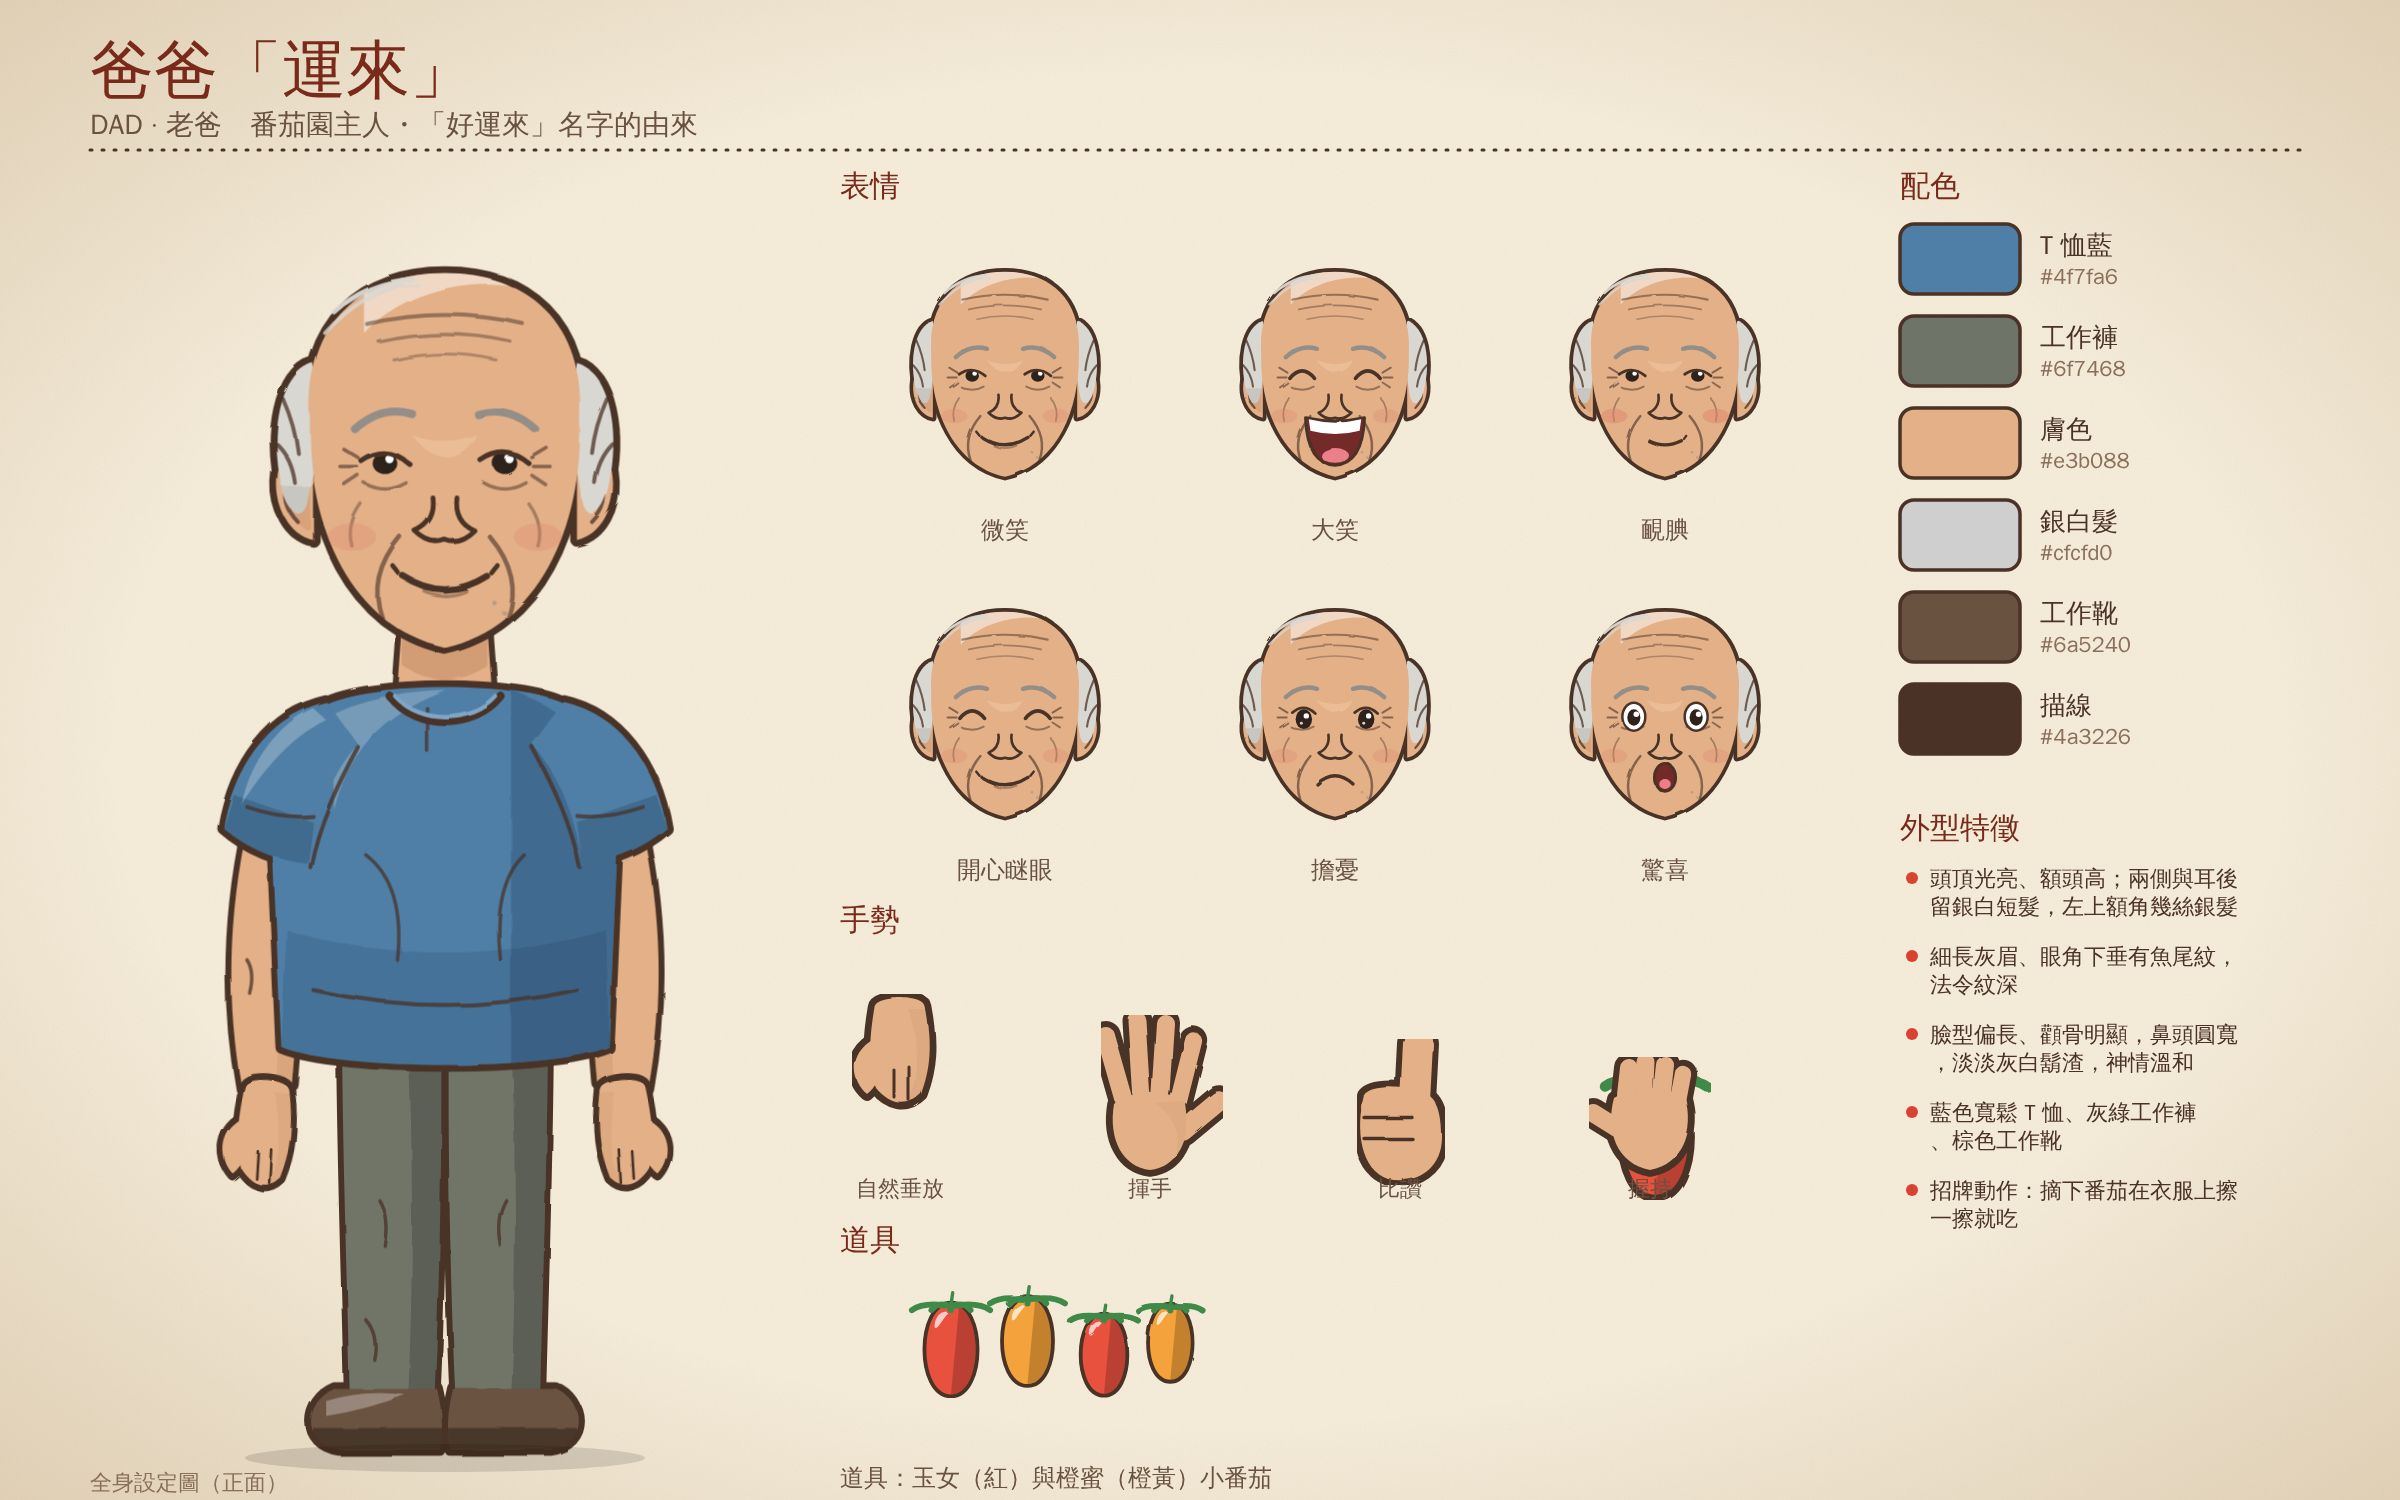 爸爸「運來」
DAD · 老爸　番茄園主人・「好運來」名字的由來
表情
微笑
大笑
靦腆
開心瞇眼
擔憂
驚喜
手勢
自然垂放
揮手
比讚
握持
道具
道具：玉女（紅）與橙蜜（橙黃）小番茄
全身設定圖（正面）
配色
T 恤藍
#4f7fa6
工作褲
#6f7468
膚色
#e3b088
銀白髮
#cfcfd0
工作靴
#6a5240
描線
#4a3226
外型特徵
頭頂光亮、額頭高；兩側與耳後
留銀白短髮，左上額角幾絲銀髮
細長灰眉、眼角下垂有魚尾紋，
法令紋深
臉型偏長、顴骨明顯，鼻頭圓寬
，淡淡灰白鬍渣，神情溫和
藍色寬鬆 T 恤、灰綠工作褲
、棕色工作靴
招牌動作：摘下番茄在衣服上擦
一擦就吃